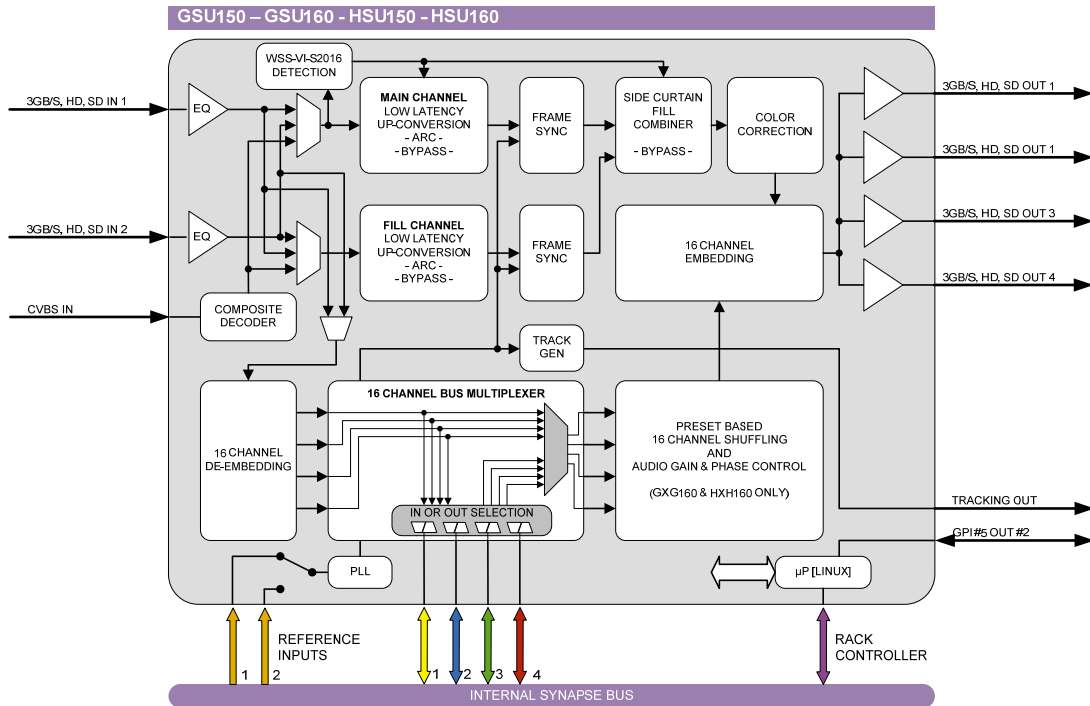 GSU150 – GSU160 - HSU150 - HSU160
WSS-VI-S2016
DETECTION
3GB/S, HD, SD IN 1
EQ
MAIN CHANNEL
LOW LATENCY
UP-CONVERSION
- ARC -
- BYPASS -
FRAME
SYNC
SIDE CURTAIN
FILL
COMBINER
- BYPASS -
COLOR
CORRECTION
3GB/S, HD, SD OUT 1
3GB/S, HD, SD OUT 1
3GB/S, HD, SD OUT 3
3GB/S, HD, SD OUT 4
3GB/S, HD, SD IN 2
EQ
FILL CHANNEL
LOW LATENCY
UP-CONVERSION
- ARC -
- BYPASS -
FRAME
SYNC
16 CHANNEL
EMBEDDING
CVBS IN
COMPOSITE
DECODER
TRACK
GEN
16 CHANNEL
DE-EMBEDDING
16 CHANNEL BUS MULTIPLEXER
IN OR OUT SELECTION
PRESET BASED
16 CHANNEL SHUFFLING
AND
AUDIO GAIN & PHASE CONTROL
(GXG160 & HXH160 ONLY)
TRACKING OUT
GPI#5 OUT #2
PLL
µP [LINUX]
REFERENCE
INPUTS
1
2
1
2
3
4
RACK
CONTROLLER
INTERNAL SYNAPSE BUS